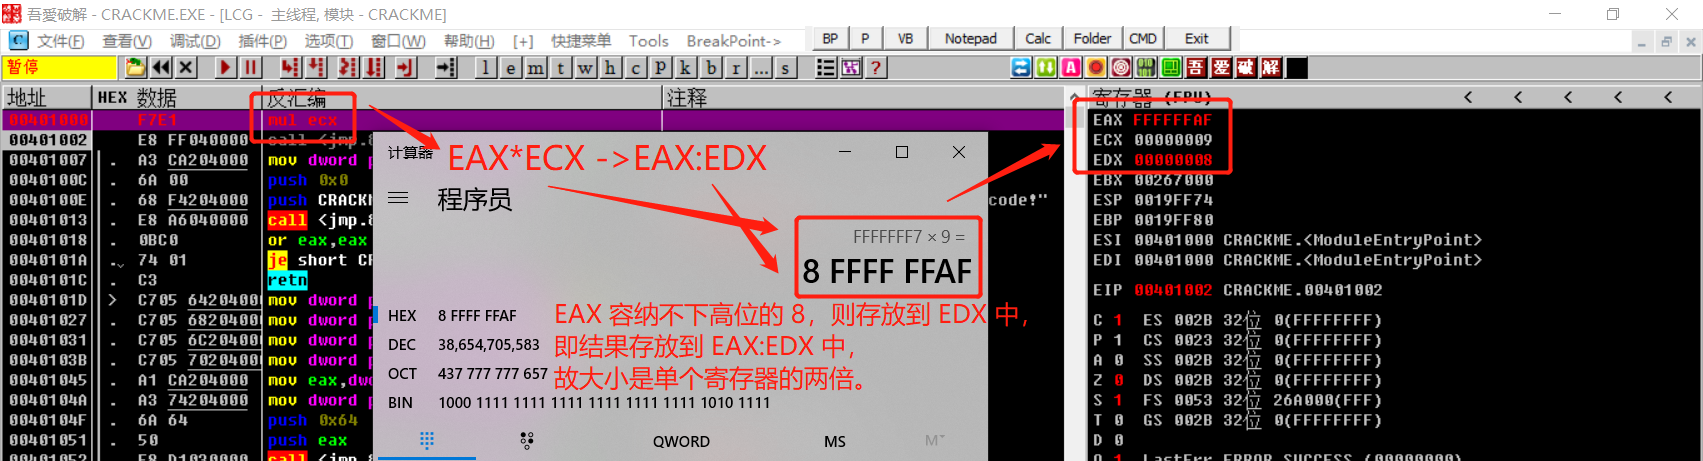 吾愛破解 - CRACKME.EXE - [LCG - 主线程, 模块 - CRACKME]
文件(F) 查看(V) 调试(D) 插件(P) 选项(T) 窗口(W) 帮助(H) [+] 快捷菜单 Tools BreakPoint-> BP P VB Notepad Calc Folder CMD Exit
暂停 l e m t w h c p k b r ... s ? 吾 爱 破 解
地址 HEX 数据 反汇编 注释 寄存器 (FPU) < < < < <
00401000 F7E1 mul ecx
00401002 E8 FF040000 call <jmp.&
00401007 . A3 CA204000 mov dword p
0040100C . 6A 00 push 0x0
0040100E . 68 F4204000 push CRACKM code!"
00401013 . E8 A6040000 call <jmp.&
00401018 . 0BC0 or eax,eax
0040101A . 74 01 je short CR
0040101C . C3 retn
0040101D > C705 64204000 mov dword p
00401027 . C705 68204000 mov dword p
00401031 . C705 6C204000 mov dword p
0040103B . C705 70204000 mov dword p
00401045 . A1 CA204000 mov eax,dwo
0040104A . A3 74204000 mov dword p
0040104F . 6A 64 push 0x64
00401051 . 50 push eax
00401052 . E8 D1030000 call <jmp.&
计算器
EAX*ECX ->EAX:EDX
程序员
FFFFFFF7 × 9 =
8 FFFF FFAF
HEX 8 FFFF FFAF
DEC 38,654,705,583
OCT 437 777 777 657
BIN 1000 1111 1111 1111 1111 1111 1111 1010 1111
EAX 容纳不下高位的 8，则存放到 EDX 中，
即结果存放到 EAX:EDX 中，
故大小是单个寄存器的两倍。
QWORD MS M
EAX FFFFFFAF
ECX 00000009
EDX 00000008
EBX 00267000
ESP 0019FF74
EBP 0019FF80
ESI 00401000 CRACKME.<ModuleEntryPoint>
EDI 00401000 CRACKME.<ModuleEntryPoint>
EIP 00401002 CRACKME.00401002
C 1 ES 002B 32位 0(FFFFFFFF)
P 1 CS 0023 32位 0(FFFFFFFF)
A 0 SS 002B 32位 0(FFFFFFFF)
Z 0 DS 002B 32位 0(FFFFFFFF)
S 1 FS 0053 32位 26A000(FFF)
T 0 GS 002B 32位 0(FFFFFFFF)
D 0
O 1 LastErr ERROR_SUCCESS (00000000)